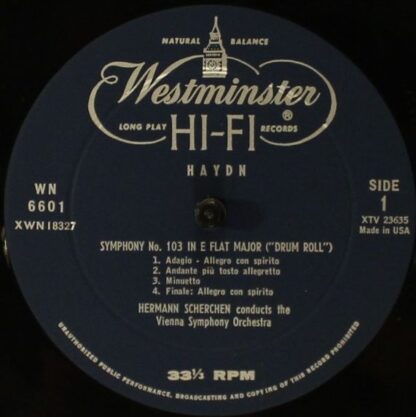 NATURAL BALANCE
Westminster
®
LONG PLAY HI-FI RECORDS
HAYDN
WN
6601
XWN 18327
SIDE
1
XTV 23635
Made in USA
SYMPHONY No. 103 IN E FLAT MAJOR ("DRUM ROLL")
1. Adagio - Allegro con spirito
2. Andante più tosto allegretto
3. Minuetto
4. Finale: Allegro con spirito
HERMANN SCHERCHEN conducts the
Vienna Symphony Orchestra
33⅓ RPM
UNAUTHORIZED PUBLIC PERFORMANCE, BROADCASTING AND COPYING OF THIS RECORD PROHIBITED